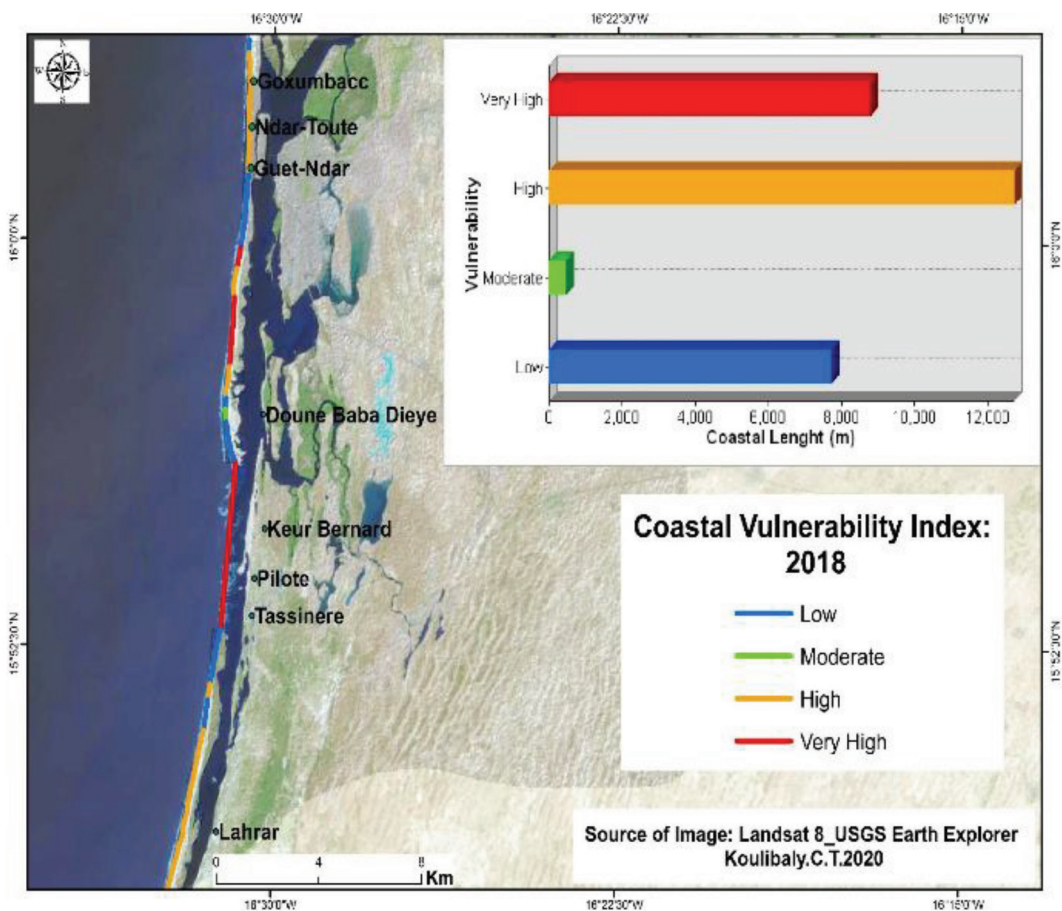 16°30'0"W
16°22'30"W
16°15'0"W
N
W
E
S
Goxumbacc
Ndar-Toute
Guet-Ndar
16°0'0"N
16°0'0"N
Doune Baba Dieye
Keur Bernard
Pilote
Tassinere
15°52'30"N
15°52'30"N
Lahrar
0 4 8
Km
Vulnerability
Very High
High
Moderate
Low
0 2,000 4,000 6,000 8,000 10,000 12,000
Coastal Lenght (m)
Coastal Vulnerability Index:
2018
Low
Moderate
High
Very High
Source of Image: Landsat 8_USGS Earth Explorer
Koulibaly.C.T.2020
16°30'0"W
16°22'30"W
16°15'0"W